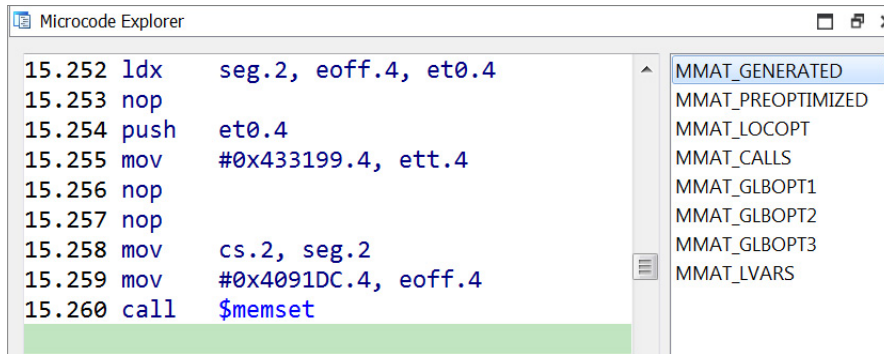 Microcode Explorer
15.252 ldx seg.2, eoff.4, et0.4
15.253 nop
15.254 push et0.4
15.255 mov #0x433199.4, ett.4
15.256 nop
15.257 nop
15.258 mov cs.2, seg.2
15.259 mov #0x4091DC.4, eoff.4
15.260 call $memset
MMAT_GENERATED
MMAT_PREOPTIMIZED
MMAT_LOCOPT
MMAT_CALLS
MMAT_GLBOPT1
MMAT_GLBOPT2
MMAT_GLBOPT3
MMAT_LVARS